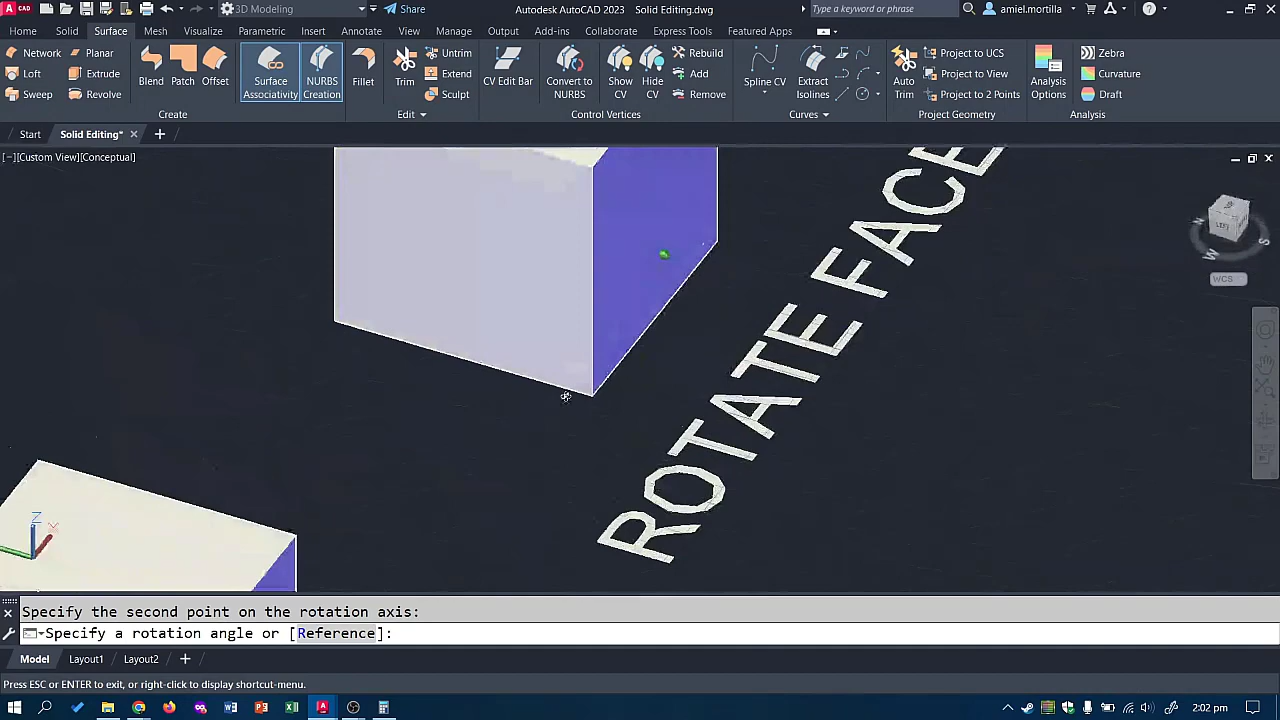 CAD
3D Modeling
Share
Autodesk AutoCAD 2023 Solid Editing.dwg
Type a keyword or phrase
amiel.mortilla
Home Solid Surface Mesh Visualize Parametric Insert Annotate View Manage Output Add-ins Collaborate Express Tools Featured Apps
Network Planar
Loft Extrude
Sweep Revolve
Blend Patch Offset
Surface Associativity
NURBS Creation
Fillet
Trim
Untrim
Extend
Sculpt
CV Edit Bar
Convert to NURBS
Show CV
Hide CV
Rebuild
Add
Remove
Spline CV
Extract Isolines
Auto Trim
Project to UCS
Project to View
Project to 2 Points
Analysis Options
Zebra
Curvature
Draft
Create Edit Control Vertices Curves Project Geometry Analysis
Start Solid Editing*
[−][Custom View][Conceptual]
ROTATE FACE
W S
WCS
Z
X
Specify the second point on the rotation axis:
Specify a rotation angle or [Reference]:
Model Layout1 Layout2
Press ESC or ENTER to exit, or right-click to display shortcut-menu.
2:02 pm